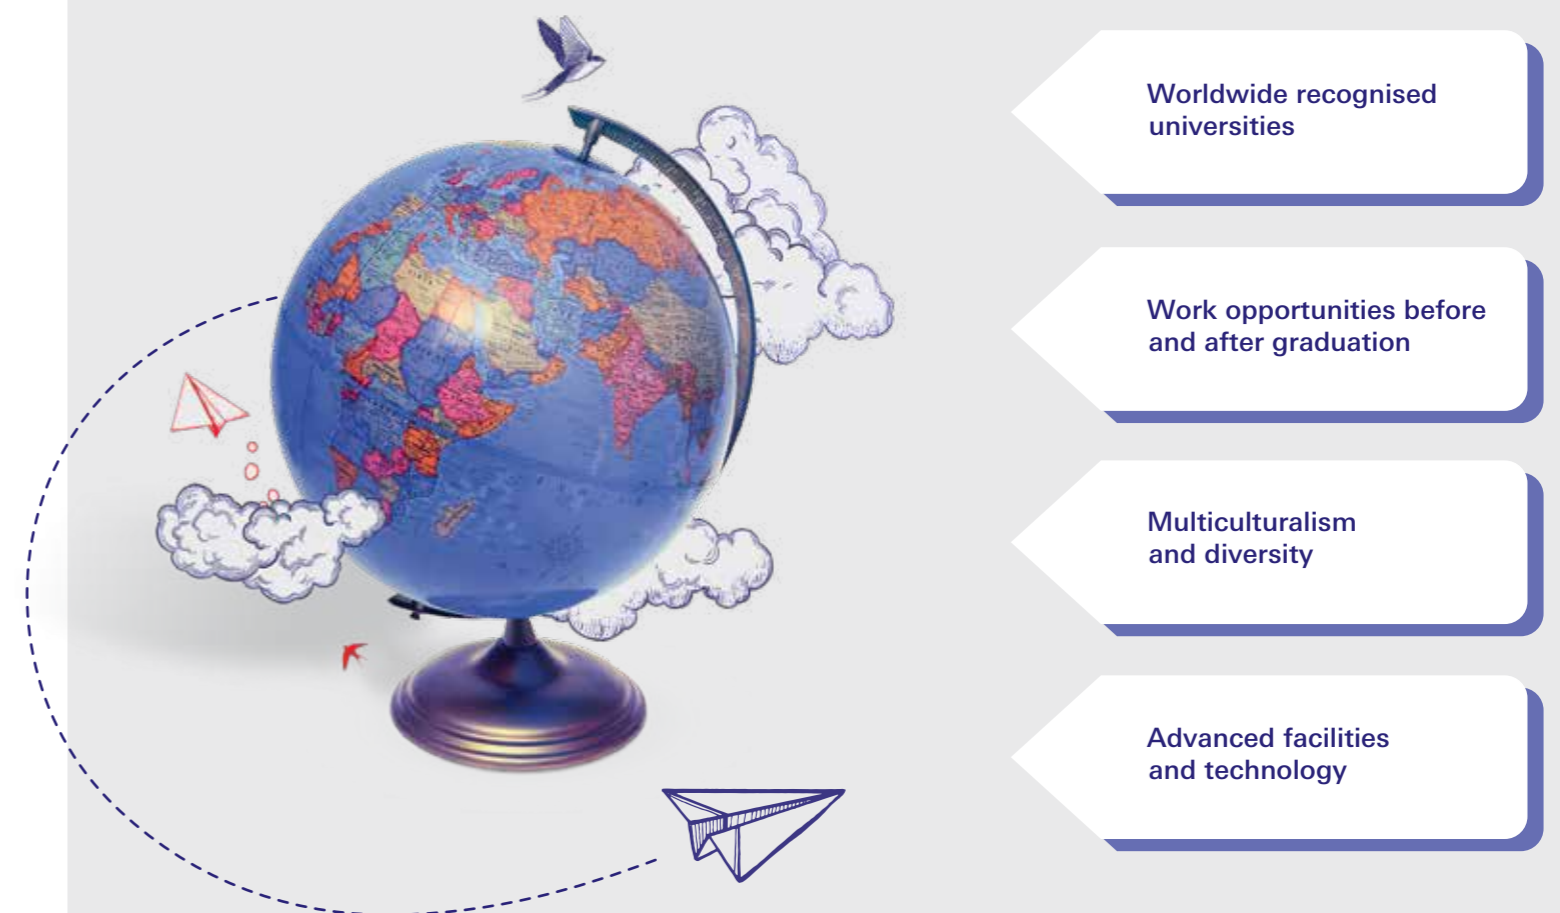 Worldwide recognised
universities
Work opportunities before
and after graduation
Multiculturalism
and diversity
Advanced facilities
and technology